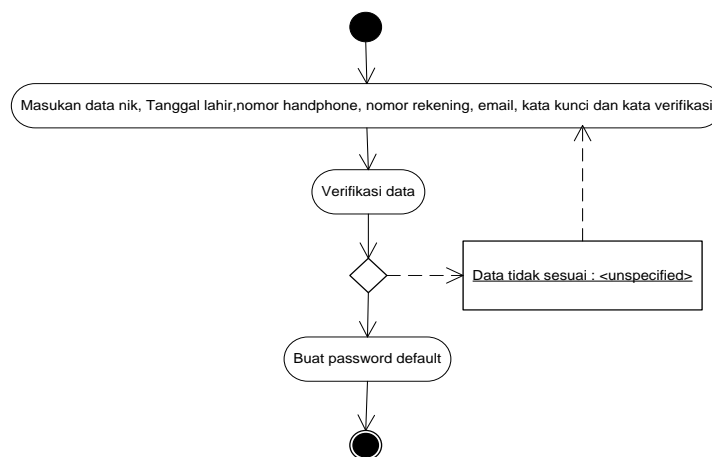 Masukan data nik, Tanggal lahir,nomor handphone, nomor rekening, email, kata kunci dan kata verifikasi
Verifikasi data
Data tidak sesuai : <unspecified>
Buat password default